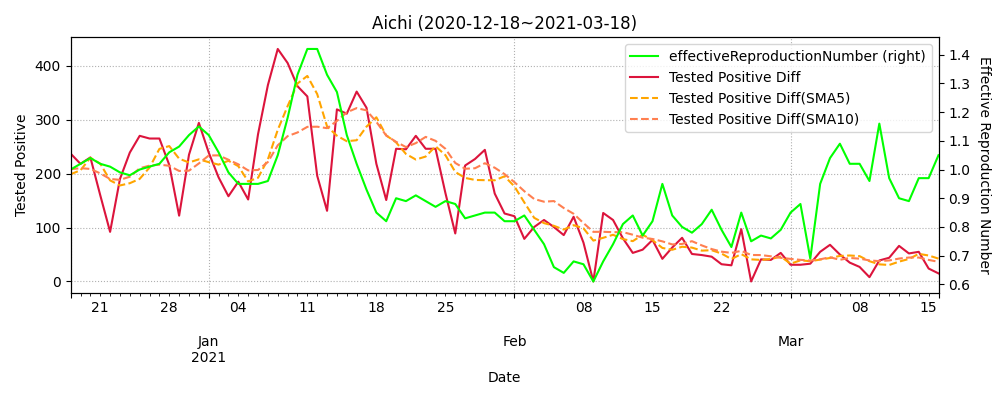 Aichi (2020-12-18~2021-03-18)
effectiveReproductionNumber (right)
Tested Positive Diff
Tested Positive Diff(SMA5)
Tested Positive Diff(SMA10)
Tested Positive
400
300
200
100
0
Effective Reproduction Number
1.4
1.3
1.2
1.1
1.0
0.9
0.8
0.7
0.6
21 28 04 11 18 25 08 15 22 08 15
Jan Feb Mar
2021
Date